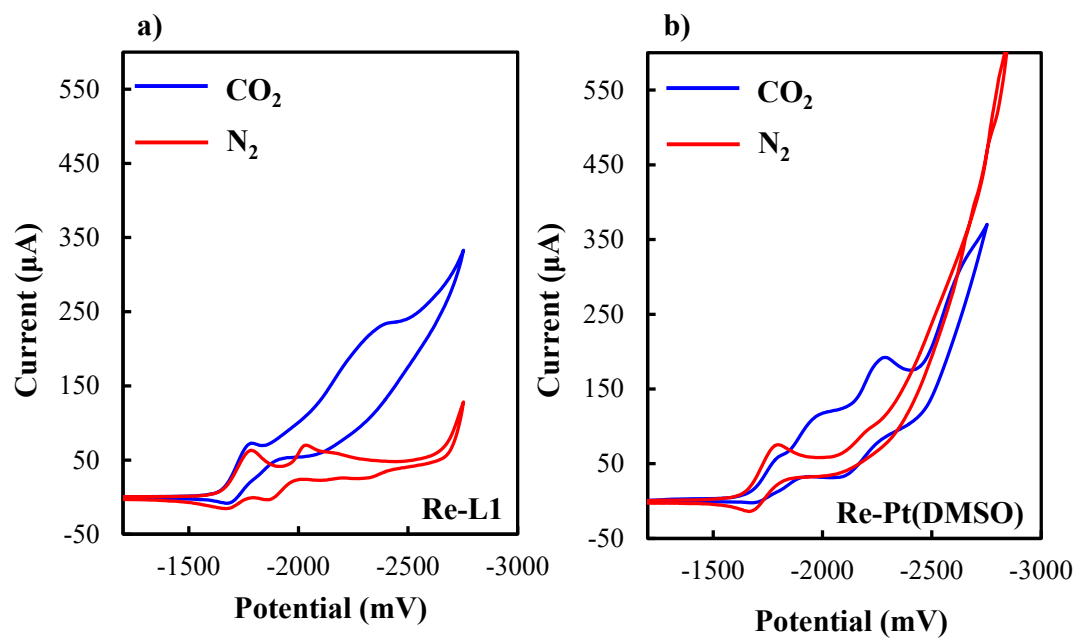 a)
550
450
350
250
150
50
-50
Current (µA)
CO₂
N₂
Re-L1
-1500 -2000 -2500 -3000
Potential (mV)
b)
550
450
350
250
150
50
-50
Current (µA)
CO₂
N₂
Re-Pt(DMSO)
-1500 -2000 -2500 -3000
Potential (mV)